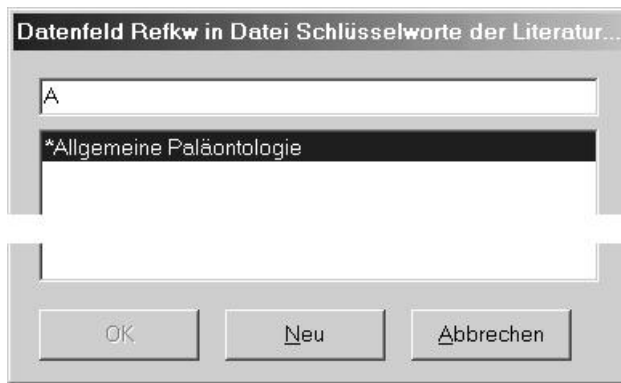 Datenfeld Refkw in Datei Schlüsselworte der Literatur...
A
*Allgemeine Paläontologie
OK
Neu
Abbrechen